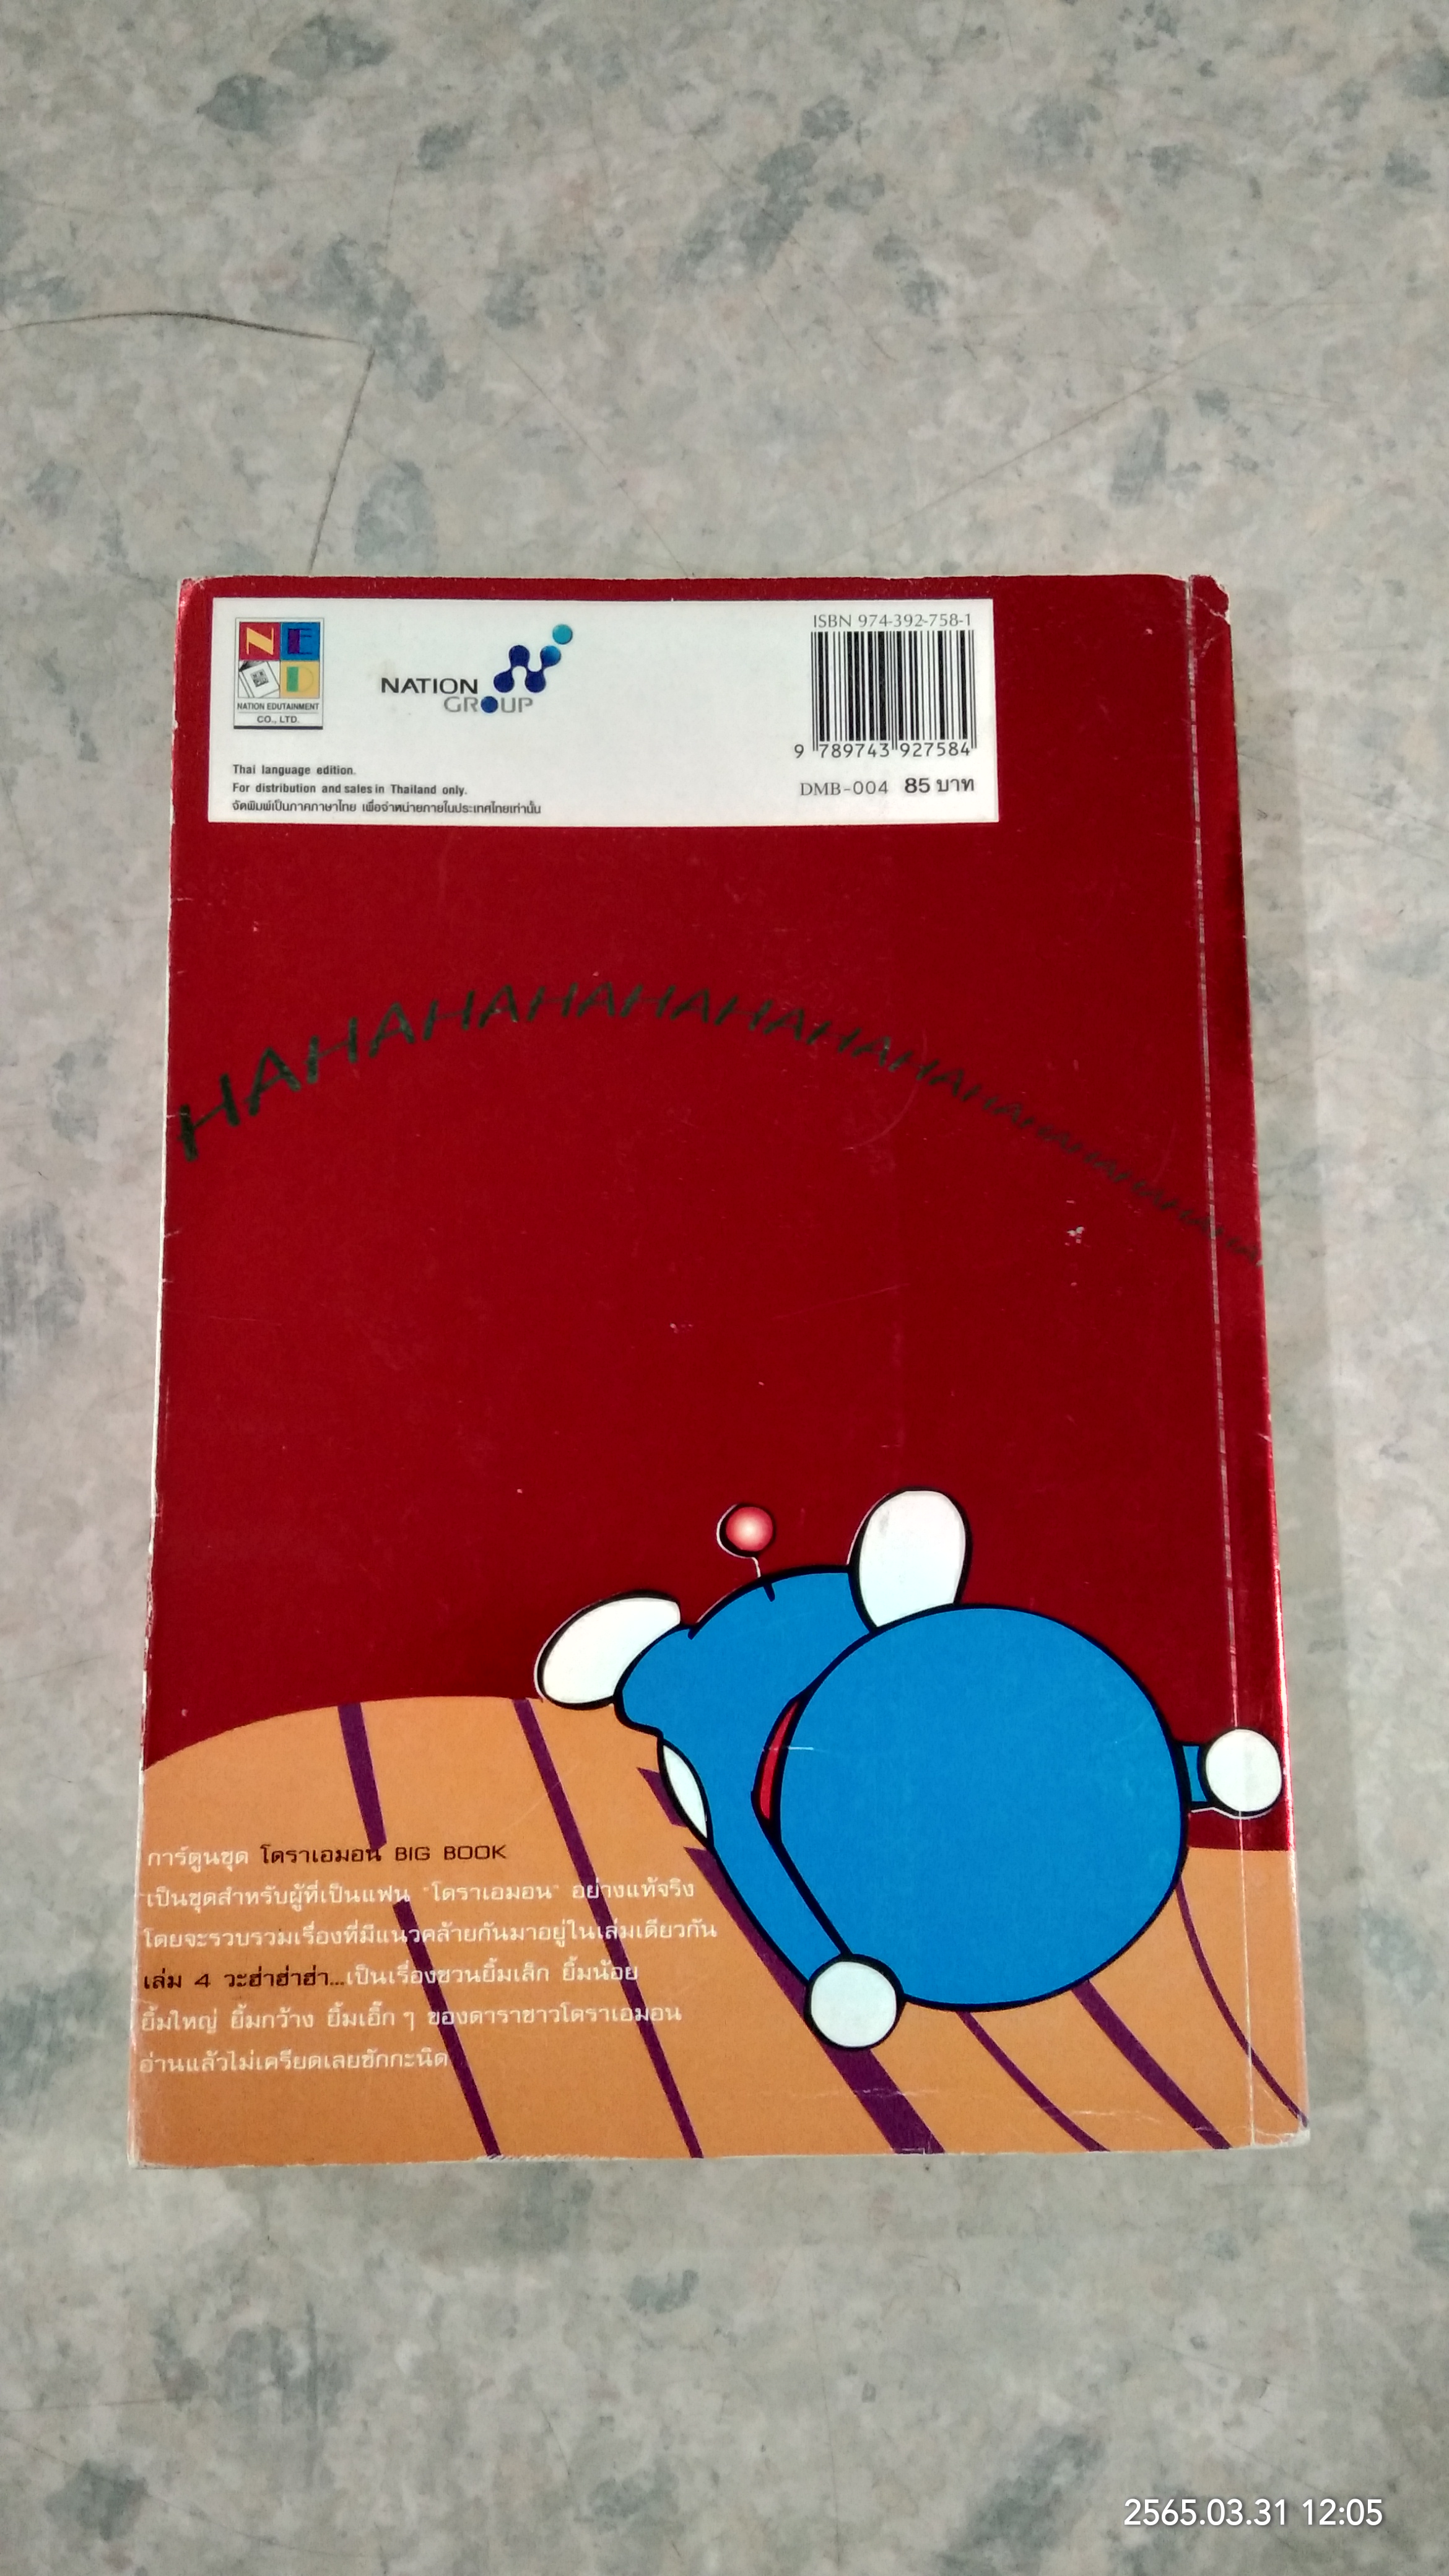 NED
NATION EDUTAINMENT
CO., LTD.
NATION
GROUP
ISBN 974-392-758-1
9 789743 927584
DMB-004 85 บาท
Thai language edition.
For distribution and sales in Thailand only.
จัดพิมพ์เป็นภาคภาษาไทย เพื่อจำหน่ายภายในประเทศไทยเท่านั้น
HAHAHAHAHAHAHAHAHAHAHAHAHAHAHA
การ์ตูนชุด โดราเอมอน BIG BOOK
เป็นชุดสำหรับผู้ที่เป็นแฟน "โดราเอมอน" อย่างแท้จริง
โดยจะรวบรวมเรื่องที่มีแนวคล้ายกันมาอยู่ในเล่มเดียวกัน
เล่ม 4 วะฮ่าฮ่าฮ่า...เป็นเรื่องชวนยิ้มเล็ก ยิ้มน้อย
ยิ้มใหญ่ ยิ้มกว้าง ยิ้มเอิ๊ก ๆ ของดาราชาวโดราเอมอน
อ่านแล้วไม่เครียดเลยซักกะนิด
2565.03.31 12:05